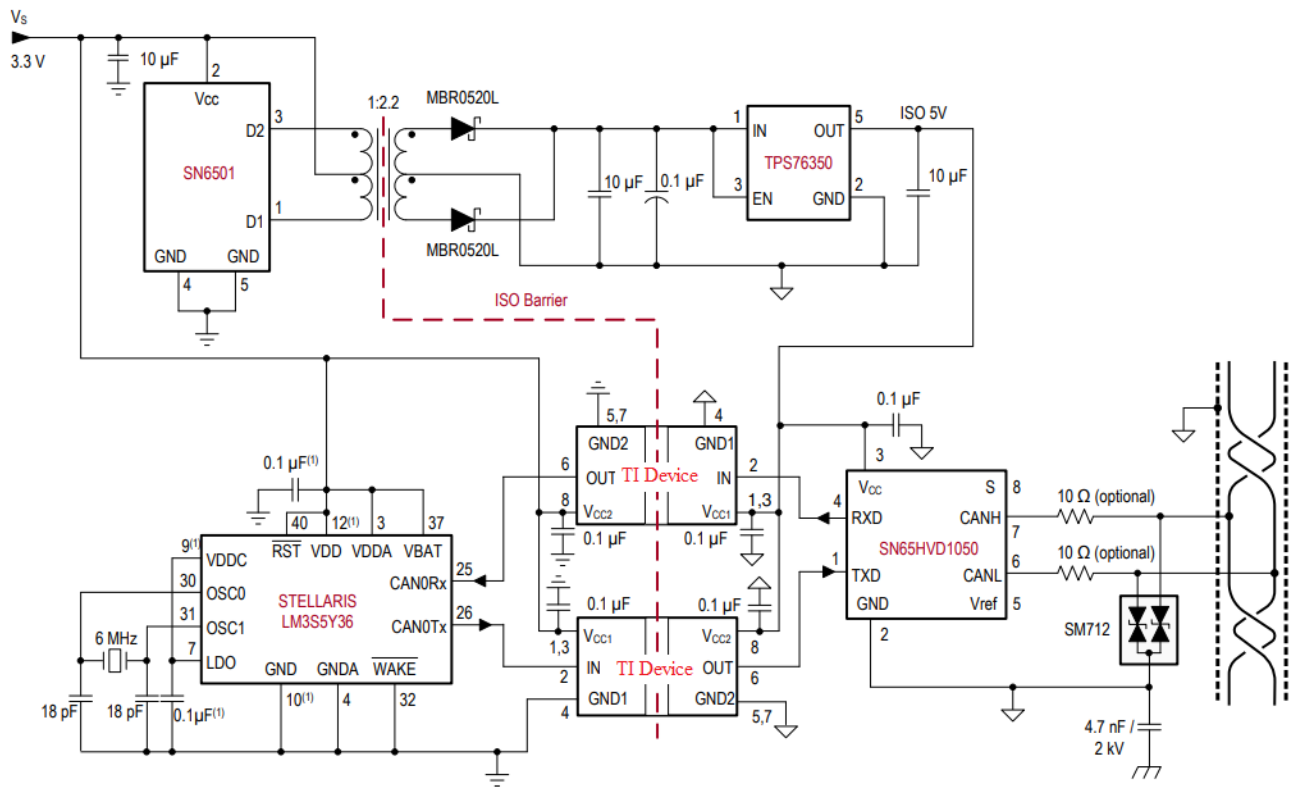 VS
3.3 V
10 µF
2
Vcc
D2
3
SN6501
D1
1
GND
GND
4
5
1:2.2
MBR0520L
MBR0520L
10 µF
0.1 µF
1
IN
OUT
5
TPS76350
3
EN
GND
2
ISO 5V
10 µF
ISO Barrier
5,7
GND2
6
OUT
8
VCC2
0.1 µF
TI Device
4
GND1
IN
2
1,3
VCC1
0.1 µF
0.1 µF
3
VCC
S
8
4
RXD
CANH
7
SN65HVD1050
1
TXD
CANL
6
GND
Vref
5
2
10 Ω (optional)
10 Ω (optional)
SM712
4.7 nF /
2 kV
0.1 µF(1)
40
12(1)
3
37
RST
VDD
VDDA
VBAT
9(1)
VDDC
30
OSC0
31
OSC1
7
LDO
STELLARIS
LM3S5Y36
CAN0Rx
25
CAN0Tx
26
GND
GNDA
WAKE
10(1)
4
32
6 MHz
18 pF
18 pF
0.1µF(1)
0.1 µF
VCC1
1,3
IN
2
GND1
4
TI Device
0.1 µF
VCC2
8
OUT
6
GND2
5,7